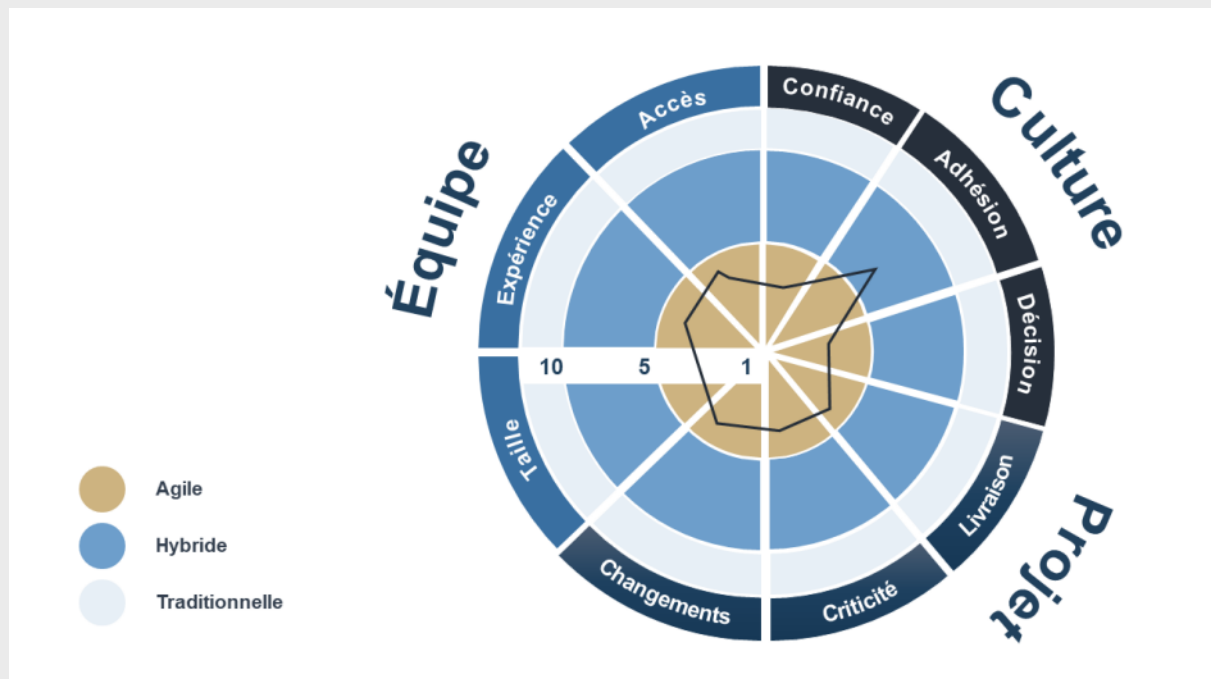 Équipe
Culture
Projet
Accès
Confiance
Adhésion
Décision
Livraison
Criticité
Changements
Taille
Expérience
10 5 1
Agile
Hybride
Traditionnelle